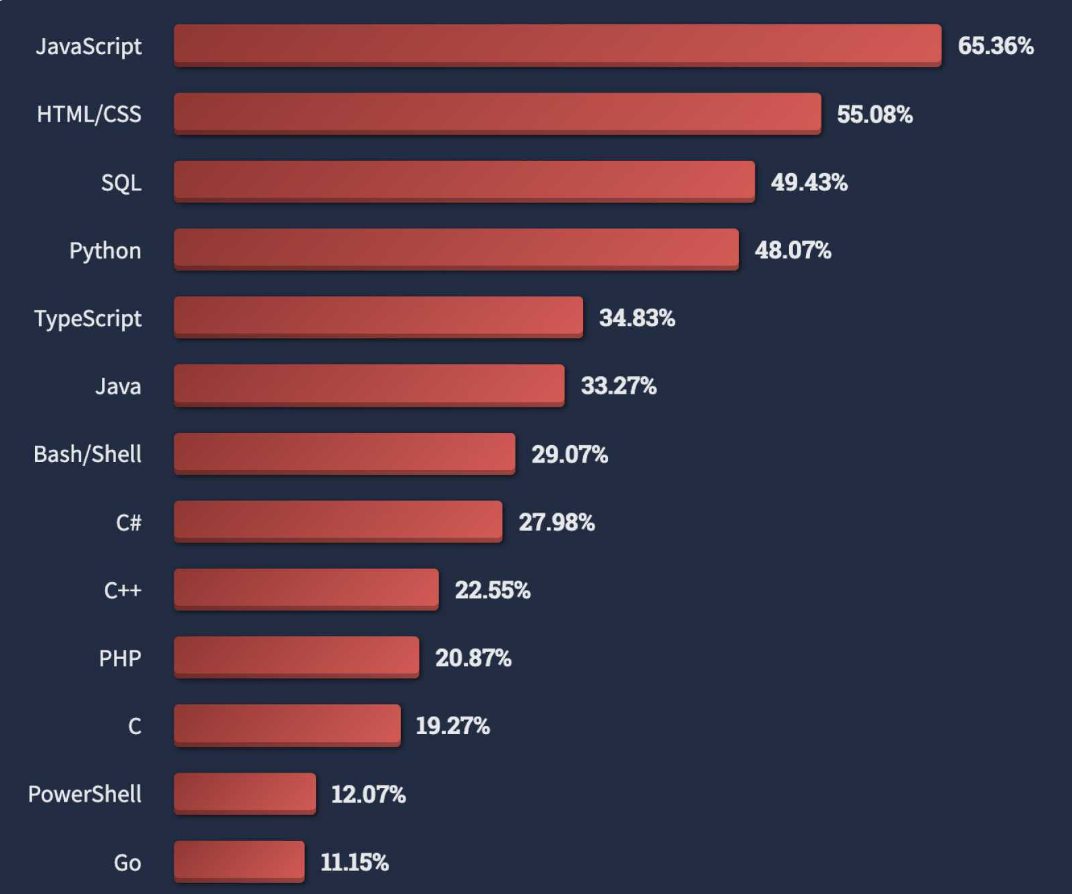 JavaScript 65.36%
HTML/CSS 55.08%
SQL 49.43%
Python 48.07%
TypeScript 34.83%
Java 33.27%
Bash/Shell 29.07%
C# 27.98%
C++ 22.55%
PHP 20.87%
C 19.27%
PowerShell 12.07%
Go 11.15%